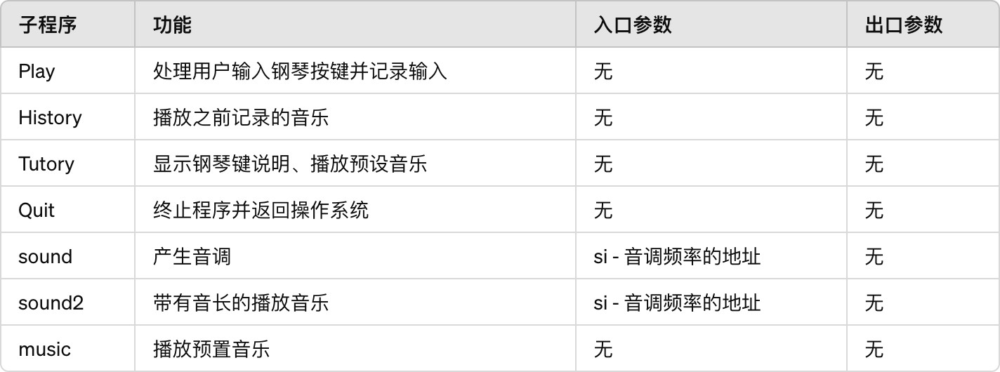 子程序 功能 入口参数 出口参数
Play 处理用户输入钢琴按键并记录输入 无 无
History 播放之前记录的音乐 无 无
Tutory 显示钢琴键说明、播放预设音乐 无 无
Quit 终止程序并返回操作系统 无 无
sound 产生音调 si - 音调频率的地址 无
sound2 带有音长的播放音乐 si - 音调频率的地址 无
music 播放预置音乐 无 无